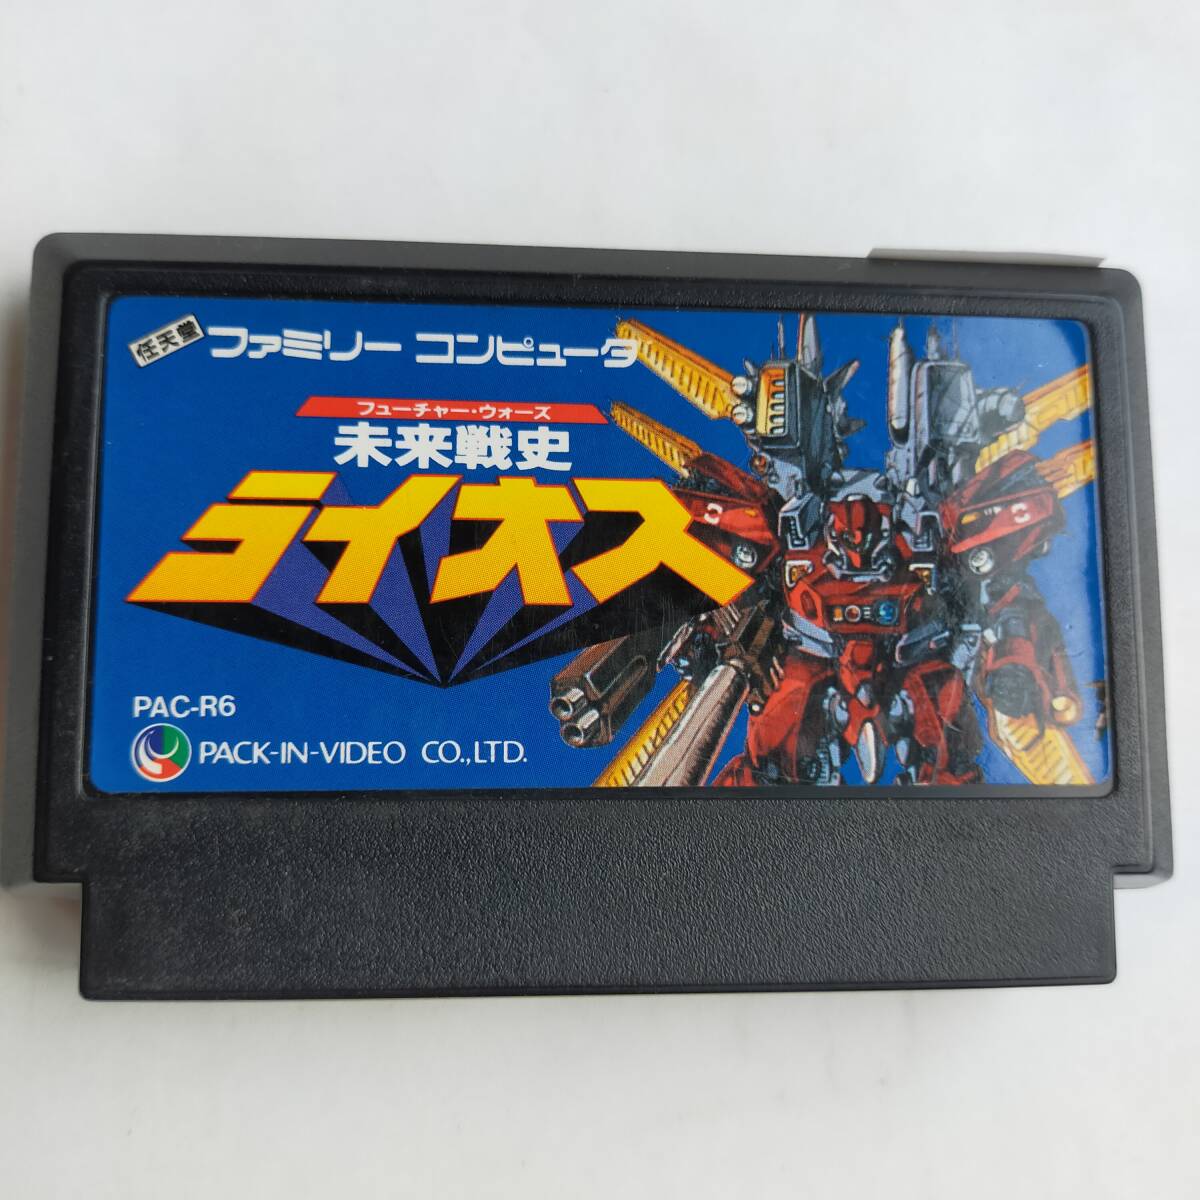 任天堂 ファミリー コンピュータ
フューチャー・ウォーズ
未来戦史
ライオス
PAC-R6
PACK-IN-VIDEO CO.,LTD.